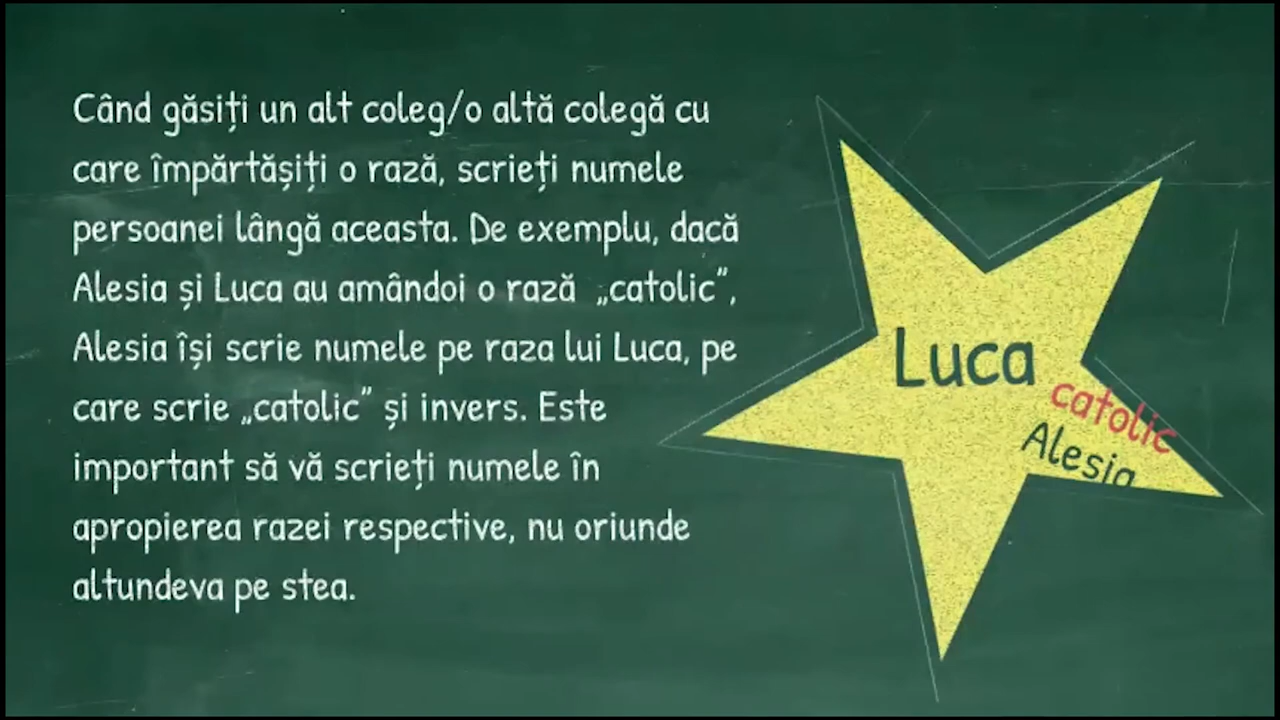 Când găsiți un alt coleg/o altă colegă cu
care împărtășiți o rază, scrieți numele
persoanei lângă aceasta. De exemplu, dacă
Alesia și Luca au amândoi o rază „catolic”,
Alesia își scrie numele pe raza lui Luca, pe
care scrie „catolic” și invers. Este
important să vă scrieți numele în
apropierea razei respective, nu oriunde
altundeva pe stea.
Luca
catolic
Alesia